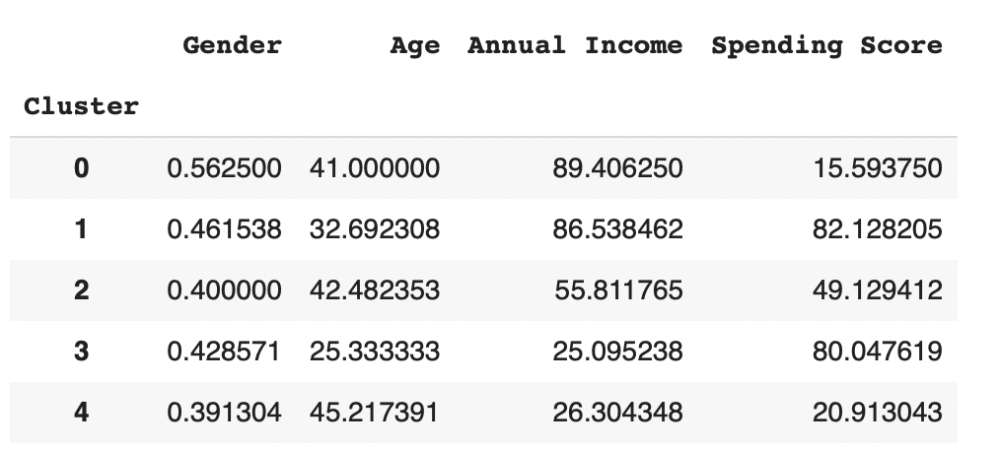 Gender Age Annual Income Spending Score
Cluster
0 0.562500 41.000000 89.406250 15.593750
1 0.461538 32.692308 86.538462 82.128205
2 0.400000 42.482353 55.811765 49.129412
3 0.428571 25.333333 25.095238 80.047619
4 0.391304 45.217391 26.304348 20.913043